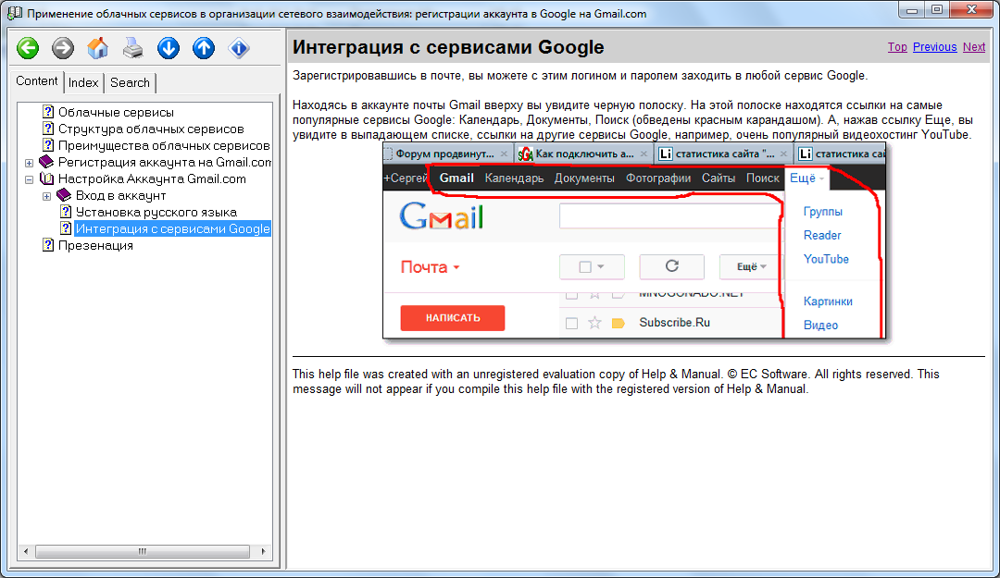 Применение облачных сервисов в организации сетевого взаимодействия: регистрации аккаунта в Google на Gmail.com
Content Index Search
Облачные сервисы
Структура облачных сервисов
Преимущества облачных сервисов
Регистрация аккаунта на Gmail.com
Настройка Аккаунта Gmail.com
Вход в аккаунт
Установка русского языка
Интеграция с сервисами Google
Презенация
Интеграция с сервисами Google
Top Previous Next
Зарегистрировавшись в почте, вы можете с этим логином и паролем заходить в любой сервис Google.
Находясь в аккаунте почты Gmail вверху вы увидите черную полоску. На этой полоске находятся ссылки на самые
популярные сервисы Google: Календарь, Документы, Поиск (обведены красным карандашом). А, нажав ссылку Еще, вы
увидите в выпадающем списке, ссылки на другие сервисы Google, например, очень популярный видеохостинг YouTube.
Форум продвинут... Как подключить а... Li статистика сайта "... Li статистика сай
+Сергей Gmail Календарь Документы Фотографии Сайты Поиск Ещё
Gmail
Группы
Reader
YouTube
Почта
Ещё
MNOGONADO.NET
Картинки
НАПИСАТЬ
Subscribe.Ru
Видео
This help file was created with an unregistered evaluation copy of Help & Manual. © EC Software. All rights reserved. This
message will not appear if you compile this help file with the registered version of Help & Manual.